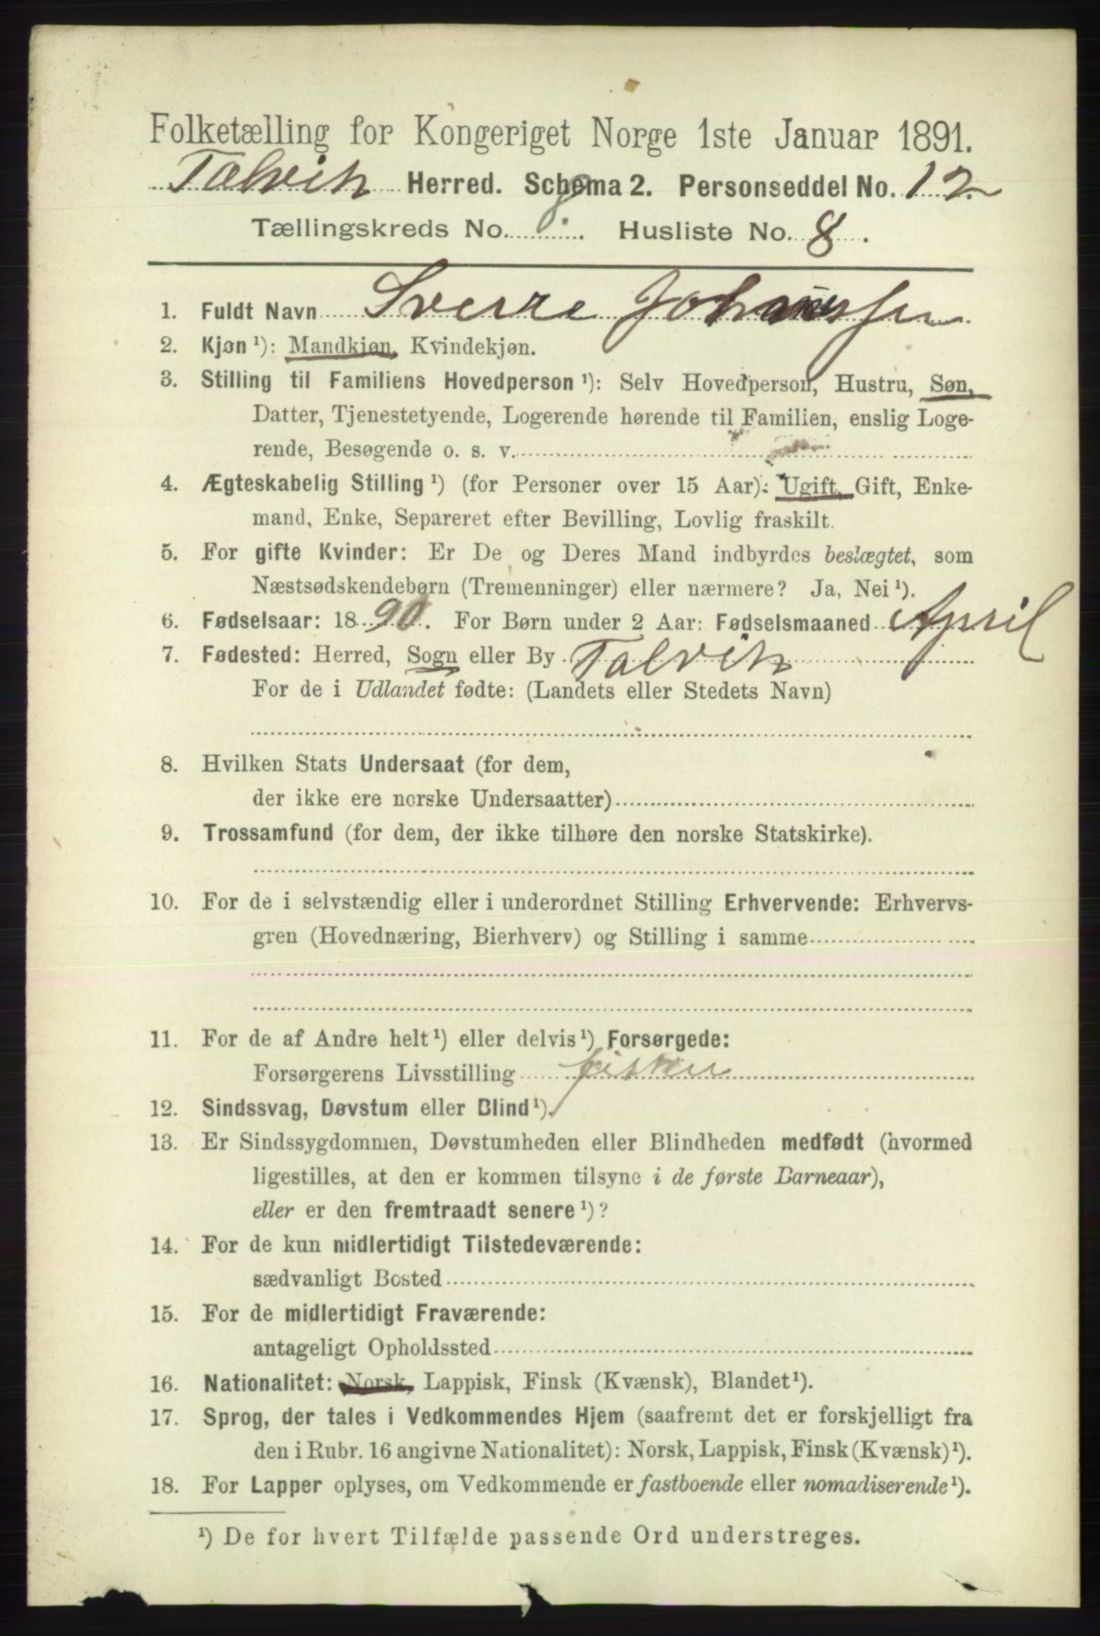 Folketælling for Kongeriget Norge 1ste Januar 1891.
Talvik Herred. Schema 2. Personseddel No. 12
Tællingskreds No. 8. Husliste No. 8.
1. Fuldt Navn Sverre Johanssen
2. Kjøn ¹): Mandkjøn, Kvindekjøn.
3. Stilling til Familiens Hovedperson ¹): Selv Hovedperson, Hustru, Søn,
Datter, Tjenestetyende, Logerende hørende til Familien, enslig Loge-
rende, Besøgende o. s. v.
4. Ægteskabelig Stilling ¹) (for Personer over 15 Aar): Ugift, Gift, Enke-
mand, Enke, Separeret efter Bevilling, Lovlig fraskilt.
5. For gifte Kvinder: Er De og Deres Mand indbyrdes beslægtet, som
Næstsødskendebørn (Tremenninger) eller nærmere? Ja, Nei ¹).
6. Fødselsaar: 1890. For Børn under 2 Aar: Fødselsmaaned April
7. Fødested: Herred, Sogn eller By Talvik
For de i Udlandet fødte: (Landets eller Stedets Navn)
8. Hvilken Stats Undersaat (for dem,
der ikke ere norske Undersaatter)
9. Trossamfund (for dem, der ikke tilhøre den norske Statskirke).
10. For de i selvstændig eller i underordnet Stilling Erhvervende: Erhvervs-
gren (Hovednæring, Bierhverv) og Stilling i samme
11. For de af Andre helt ¹) eller delvis ¹) Forsørgede:
Forsørgerens Livsstilling fisker
12. Sindssvag, Døvstum eller Blind ¹).
13. Er Sindssygdommen, Døvstumheden eller Blindheden medfødt (hvormed
ligestilles, at den er kommen tilsyne i de første Barneaar),
eller er den fremtraadt senere ¹)?
14. For de kun midlertidigt Tilstedeværende:
sædvanligt Bosted
15. For de midlertidigt Fraværende:
antageligt Opholdssted
16. Nationalitet: Norsk, Lappisk, Finsk (Kvænsk), Blandet ¹).
17. Sprog, der tales i Vedkommendes Hjem (saafremt det er forskjelligt fra
den i Rubr. 16 angivne Nationalitet): Norsk, Lappisk, Finsk (Kvænsk) ¹).
18. For Lapper oplyses, om Vedkommende er fastboende eller nomadiserende ¹).
¹) De for hvert Tilfælde passende Ord understreges.